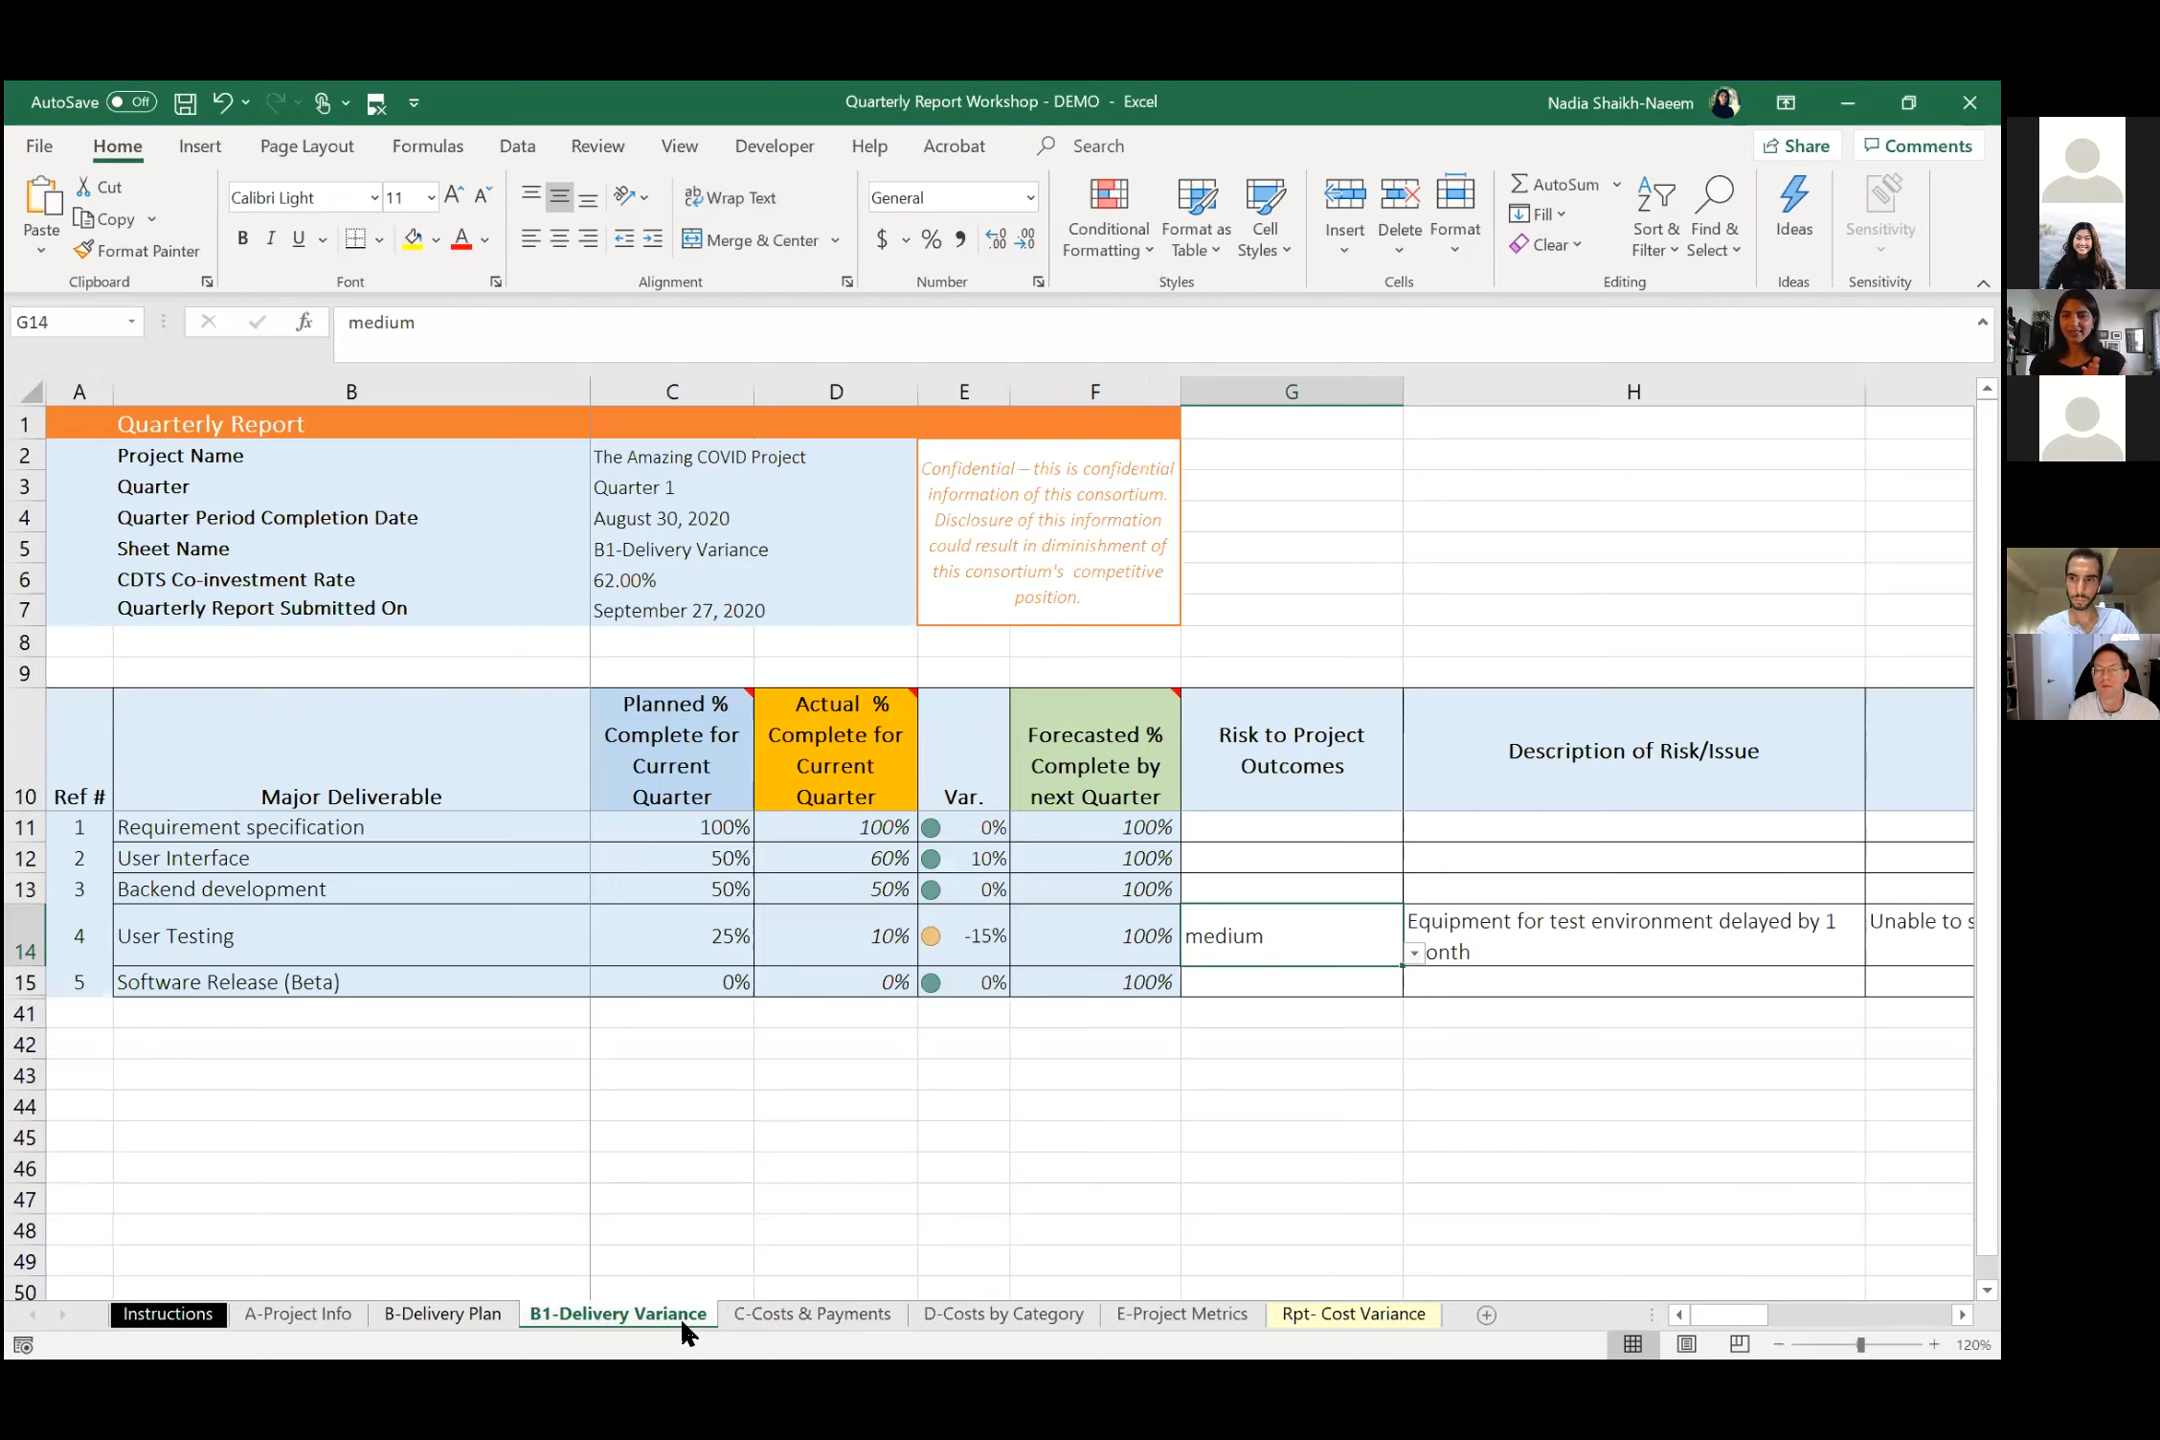 AutoSave Off Quarterly Report Workshop - DEMO - Excel Nadia Shaikh-Naeem
File Home Insert Page Layout Formulas Data Review View Developer Help Acrobat Search Share Comments
Paste
Cut
Copy
Format Painter
Clipboard
Calibri Light 11
B I U
Font
Wrap Text
Merge & Center
Alignment
General
$ %
Number
Conditional
Formatting
Format as
Table
Cell
Styles
Styles
Insert Delete Format
Cells
AutoSum
Fill
Clear
Sort &
Filter
Find &
Select
Editing
Ideas
Ideas
Sensitivity
Sensitivity
G14 fx medium
A B C D E F G H
1 Quarterly Report
2 Project Name The Amazing COVID Project
3 Quarter Quarter 1
4 Quarter Period Completion Date August 30, 2020
5 Sheet Name B1-Delivery Variance
6 CDTS Co-investment Rate 62.00%
7 Quarterly Report Submitted On September 27, 2020
Confidential – this is confidential
information of this consortium.
Disclosure of this information
could result in diminishment of
this consortium's competitive
position.
8
9
10 Ref # Major Deliverable
Planned %
Complete for
Current
Quarter
Actual %
Complete for
Current
Quarter
Var.
Forecasted %
Complete by
next Quarter
Risk to Project
Outcomes
Description of Risk/Issue
11 1 Requirement specification 100% 100% 0% 100%
12 2 User Interface 50% 60% 10% 100%
13 3 Backend development 50% 50% 0% 100%
14 4 User Testing 25% 10% -15% 100% medium
Equipment for test environment delayed by 1
onth
Unable to s
15 5 Software Release (Beta) 0% 0% 0% 100%
41
42
43
44
45
46
47
48
49
50
Instructions A-Project Info B-Delivery Plan B1-Delivery Variance C-Costs & Payments D-Costs by Category E-Project Metrics Rpt- Cost Variance
120%